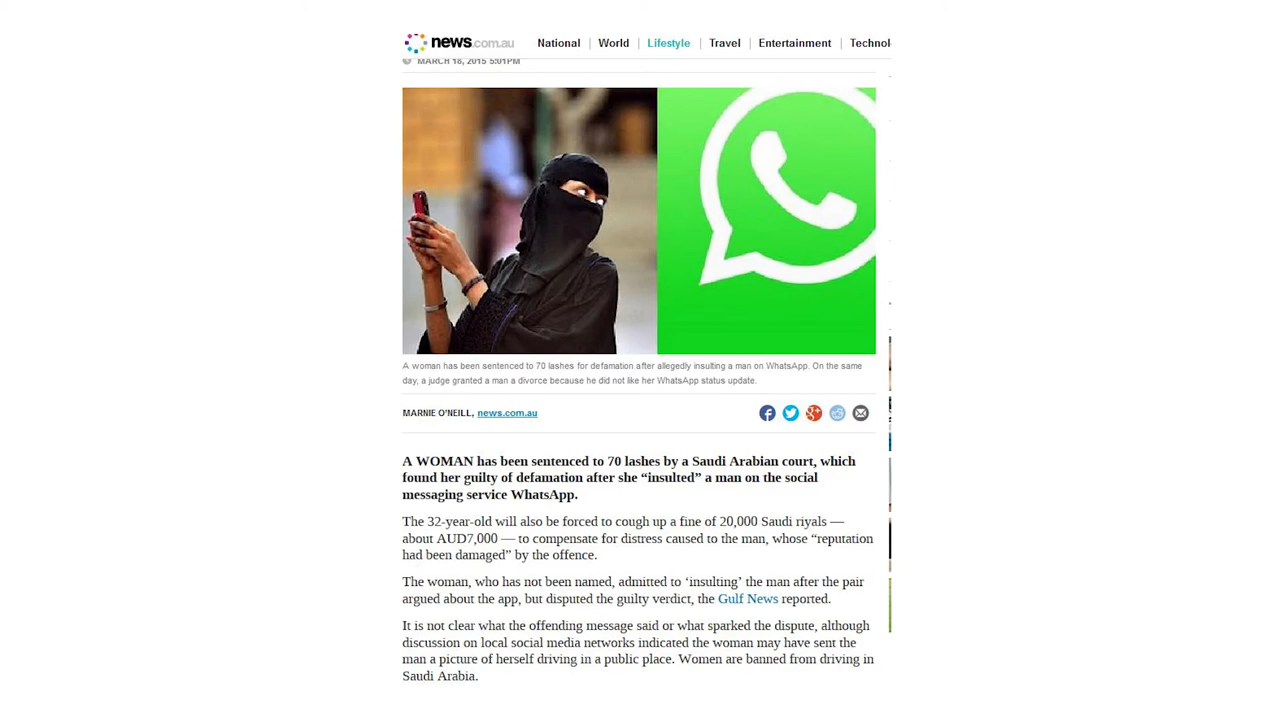 news.com.au
National | World | Lifestyle | Travel | Entertainment | Technol
MARCH 18, 2015 5:01PM
A woman has been sentenced to 70 lashes for defamation after allegedly insulting a man on WhatsApp. On the same
day, a judge granted a man a divorce because he did not like her WhatsApp status update.
MARNIE O'NEILL, news.com.au
A WOMAN has been sentenced to 70 lashes by a Saudi Arabian court, which
found her guilty of defamation after she “insulted” a man on the social
messaging service WhatsApp.
The 32-year-old will also be forced to cough up a fine of 20,000 Saudi riyals —
about AUD7,000 — to compensate for distress caused to the man, whose “reputation
had been damaged” by the offence.
The woman, who has not been named, admitted to ‘insulting’ the man after the pair
argued about the app, but disputed the guilty verdict, the Gulf News reported.
It is not clear what the offending message said or what sparked the dispute, although
discussion on local social media networks indicated the woman may have sent the
man a picture of herself driving in a public place. Women are banned from driving in
Saudi Arabia.